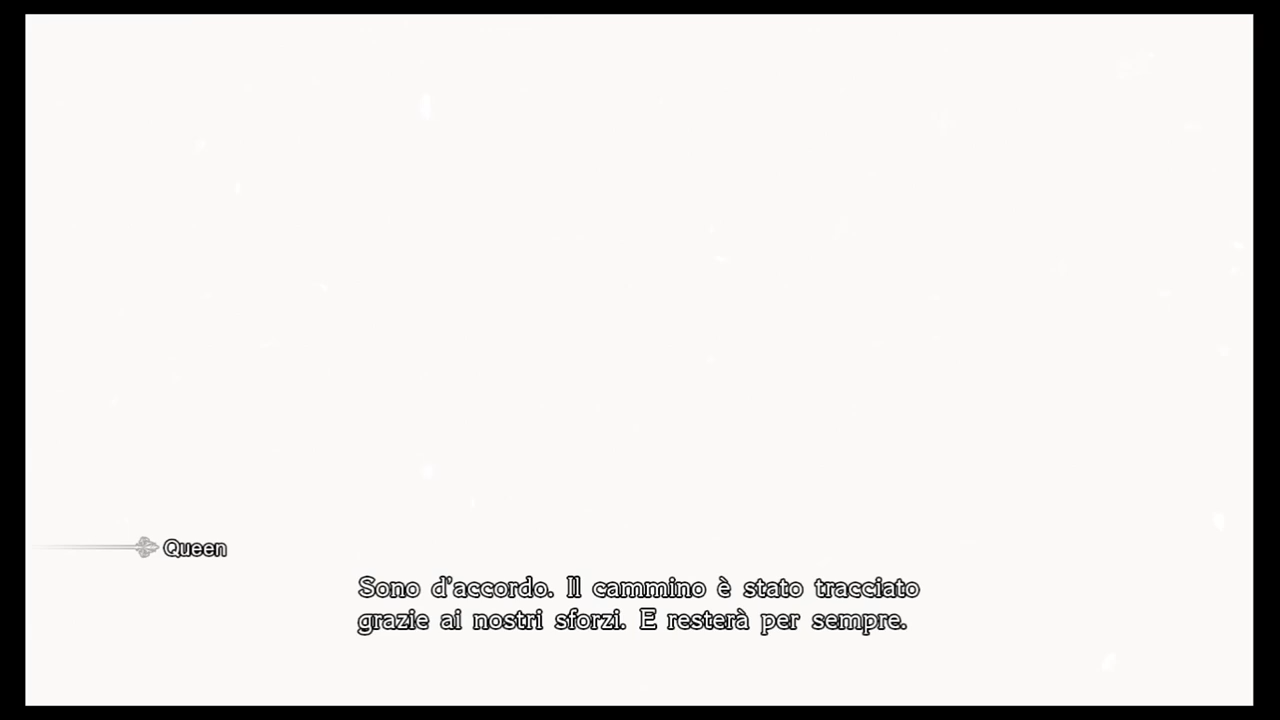 Queen
Sono d'accordo. Il cammino è stato tracciato
grazie ai nostri sforzi. E resterà per sempre.